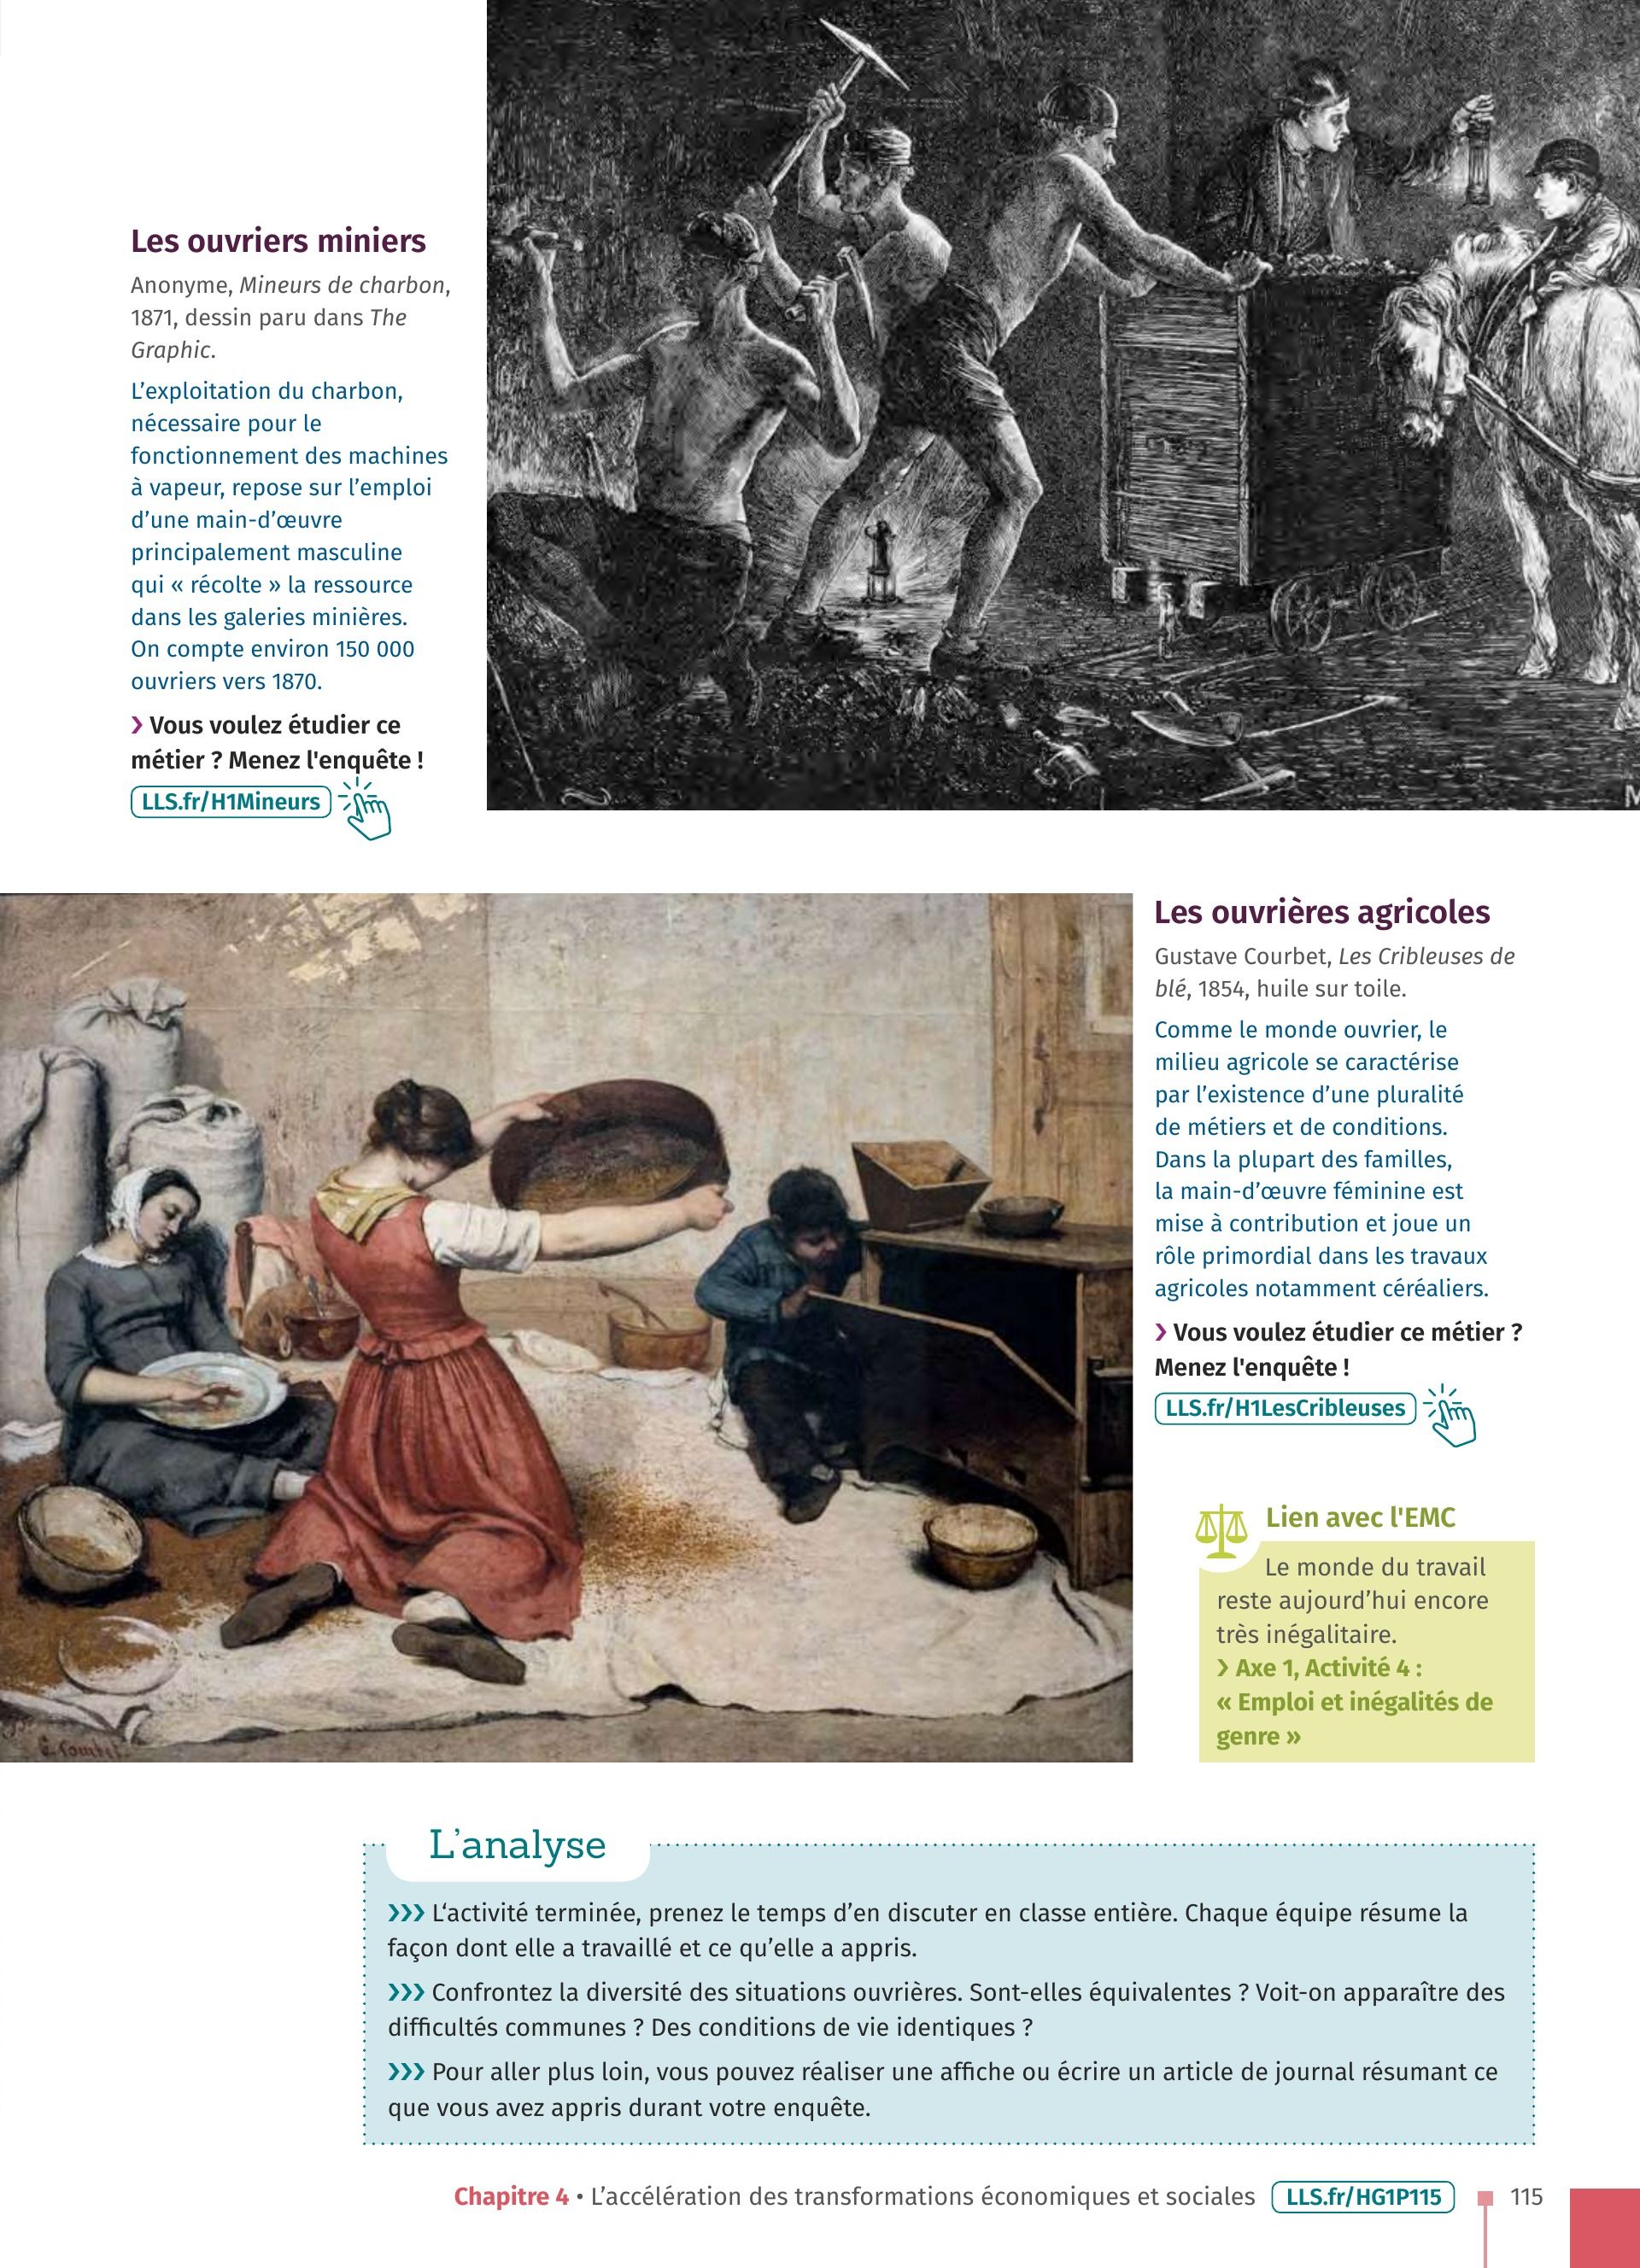 Les ouvriers miniers
Anonyme, Mineurs de charbon,
1871, dessin paru dans The
Graphic.
L’exploitation du charbon,
nécessaire pour le
fonctionnement des machines
à vapeur, repose sur l’emploi
d’une main-d’œuvre
principalement masculine
qui « récolte » la ressource
dans les galeries minières.
On compte environ 150 000
ouvriers vers 1870.
› Vous voulez étudier ce
métier ? Menez l'enquête !
LLS.fr/H1Mineurs
M
Les ouvrières agricoles
Gustave Courbet, Les Cribleuses de
blé, 1854, huile sur toile.
Comme le monde ouvrier, le
milieu agricole se caractérise
par l’existence d’une pluralité
de métiers et de conditions.
Dans la plupart des familles,
la main-d’œuvre féminine est
mise à contribution et joue un
rôle primordial dans les travaux
agricoles notamment céréaliers.
› Vous voulez étudier ce métier ?
Menez l'enquête !
LLS.fr/H1LesCribleuses
G. Courbet.
Lien avec l'EMC
Le monde du travail
reste aujourd’hui encore
très inégalitaire.
› Axe 1, Activité 4 :
« Emploi et inégalités de
genre »
L’analyse
››› L‘activité terminée, prenez le temps d’en discuter en classe entière. Chaque équipe résume la
façon dont elle a travaillé et ce qu’elle a appris.
››› Confrontez la diversité des situations ouvrières. Sont-elles équivalentes ? Voit-on apparaître des
difficultés communes ? Des conditions de vie identiques ?
››› Pour aller plus loin, vous pouvez réaliser une affiche ou écrire un article de journal résumant ce
que vous avez appris durant votre enquête.
Chapitre 4 • L’accélération des transformations économiques et sociales LLS.fr/HG1P115 115